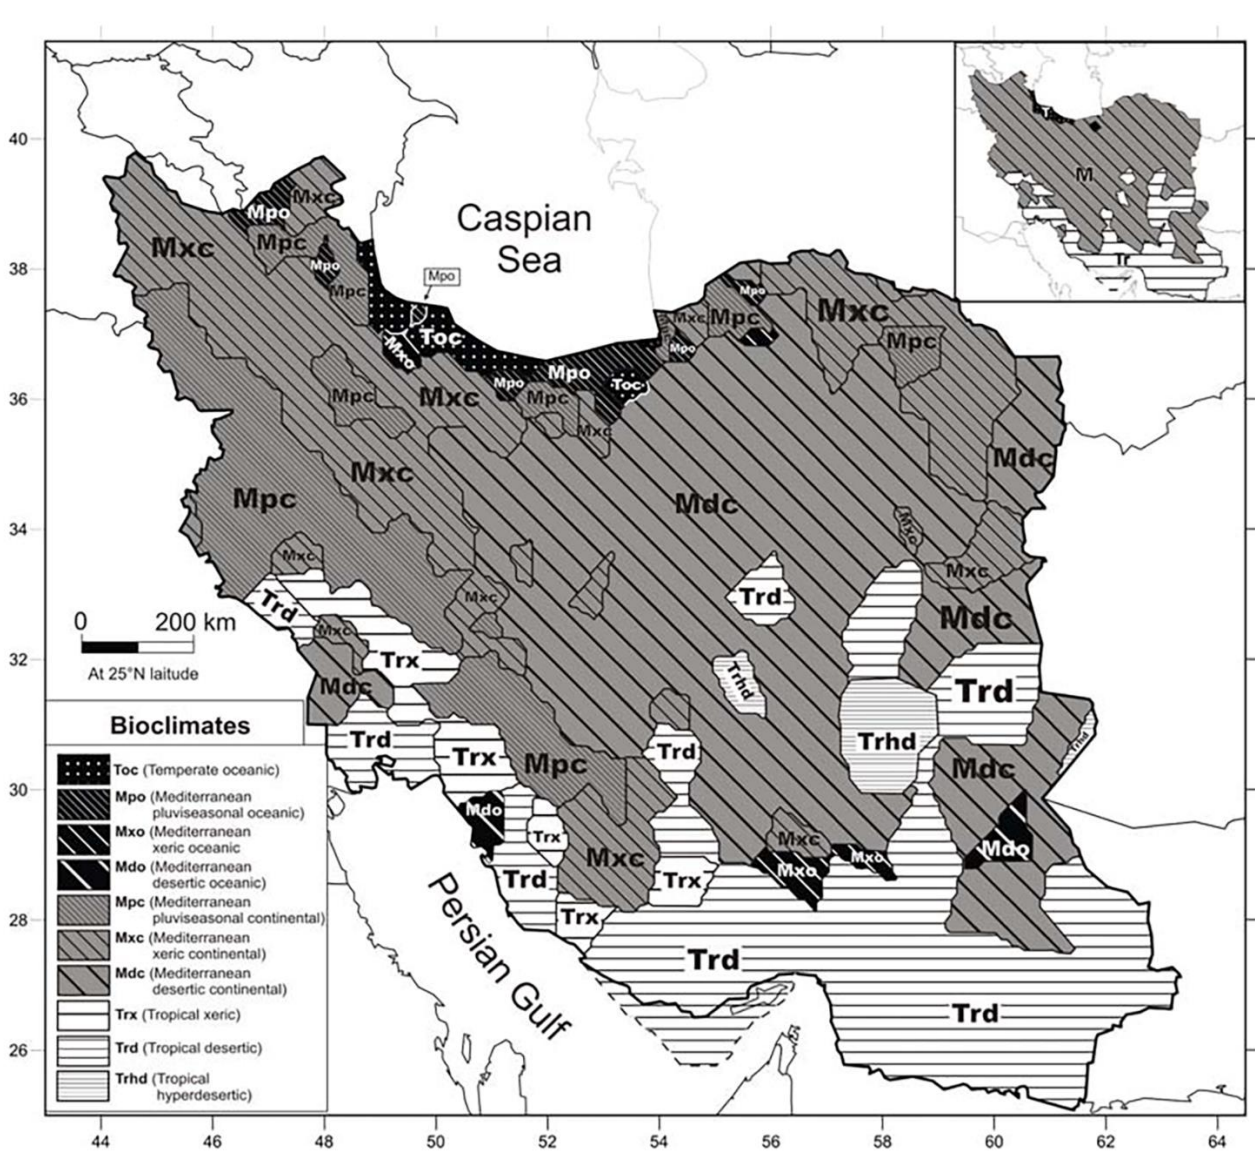 40
38
36
34
32
30
28
26
44
46
48
50
52
54
56
58
60
62
64
Caspian
Sea
Persian Gulf
M
T
Tr
Mxc
Mpo
Mxc
Mpc
Mpo
Mpc
Mpo
Toc
Mxo
Mpo
Mpo
Toc
Mpc
Mxc
Mxc
Mpc
Mxc
Mpc
Mxc
Mpo
Mpc
Mpo
Mxc
Mpc
Mdc
Mdc
Mxc
Mxc
Mdc
Mxc
Trd
Mxc
Mdc
Trx
Mxc
Trd
Trhd
Trd
Trhd
Trhd
Trd
Trx
Mpc
Trd
Mdc
Mdo
Trx
Mxc
Trd
Trx
Trx
Mxc
Mxo
Mxo
Mdo
Trd
Trd
0 200 km
At 25°N laitude
Bioclimates
Toc (Temperate oceanic)
Mpo (Mediterranean
pluviseasonal oceanic)
Mxo (Mediterranean
xeric oceanic
Mdo (Mediterranean
desertic oceanic)
Mpc (Mediterranean
pluviseasonal continental)
Mxc (Mediterranean
xeric continental)
Mdc (Mediterranean
desertic continental)
Trx (Tropical xeric)
Trd (Tropical desertic)
Trhd (Tropical
hyperdesertic)